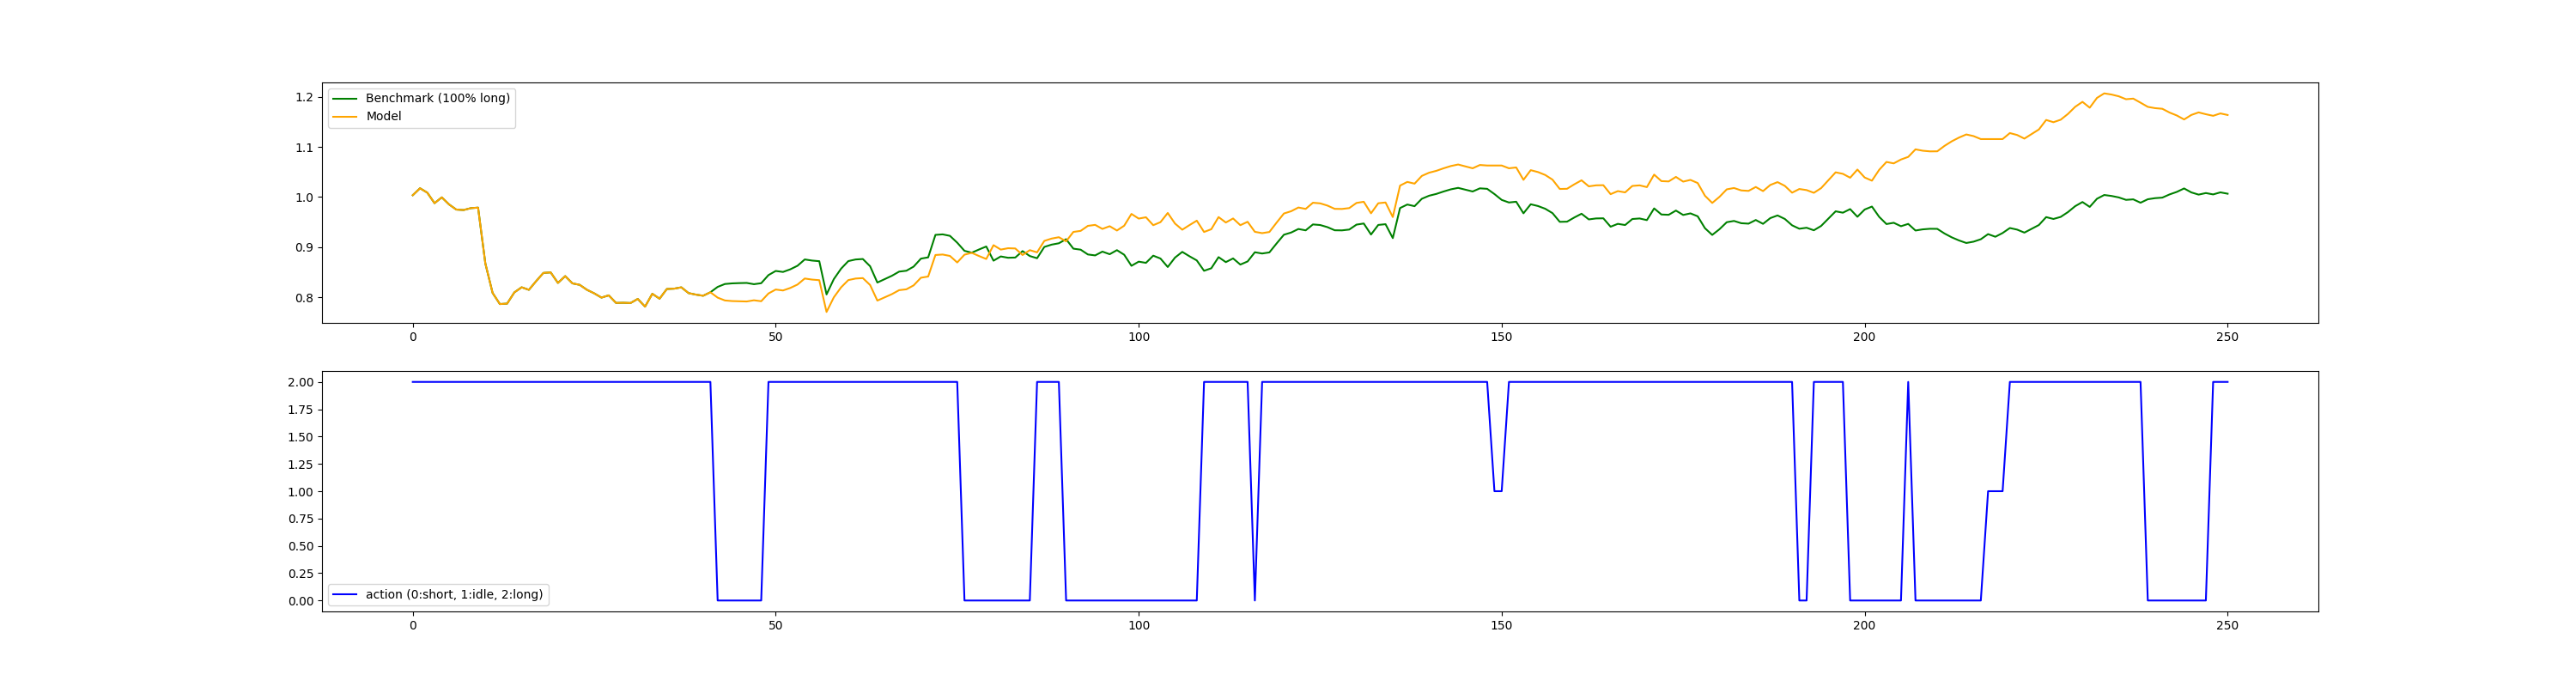 Benchmark (100% long)
Model
1.2
1.1
1.0
0.9
0.8
0 50 100 150 200 250
2.00
1.75
1.50
1.25
1.00
0.75
0.50
0.25
0.00
action (0:short, 1:idle, 2:long)
0 50 100 150 200 250